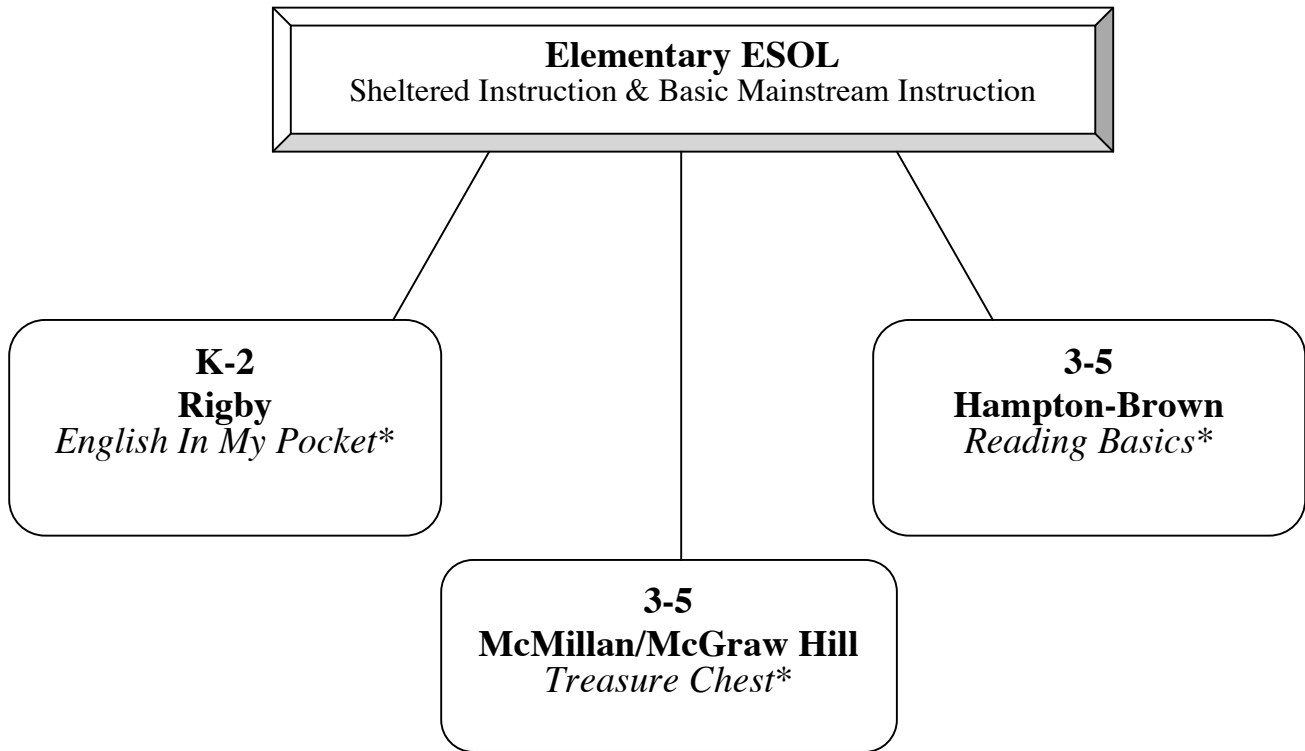 Elementary ESOL
Sheltered Instruction & Basic Mainstream Instruction
K-2
Rigby
English In My Pocket*
3-5
Hampton-Brown
Reading Basics*
3-5
McMillan/McGraw Hill
Treasure Chest*